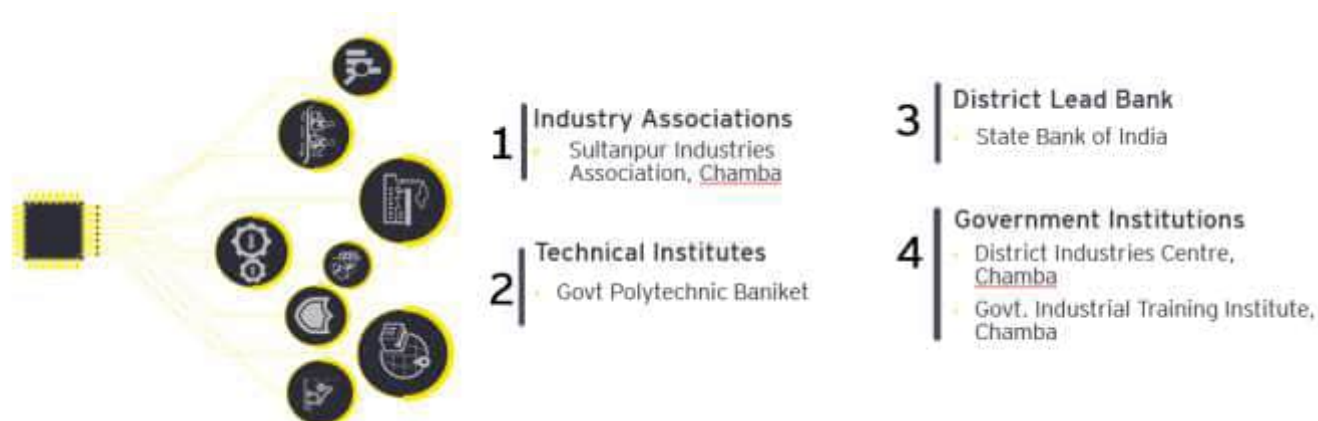 1
Industry Associations
Sultanpur Industries
Association, Chamba
2
Technical Institutes
Govt Polytechnic Baniket
3
District Lead Bank
State Bank of India
4
Government Institutions
District Industries Centre,
Chamba
Govt. Industrial Training Institute,
Chamba